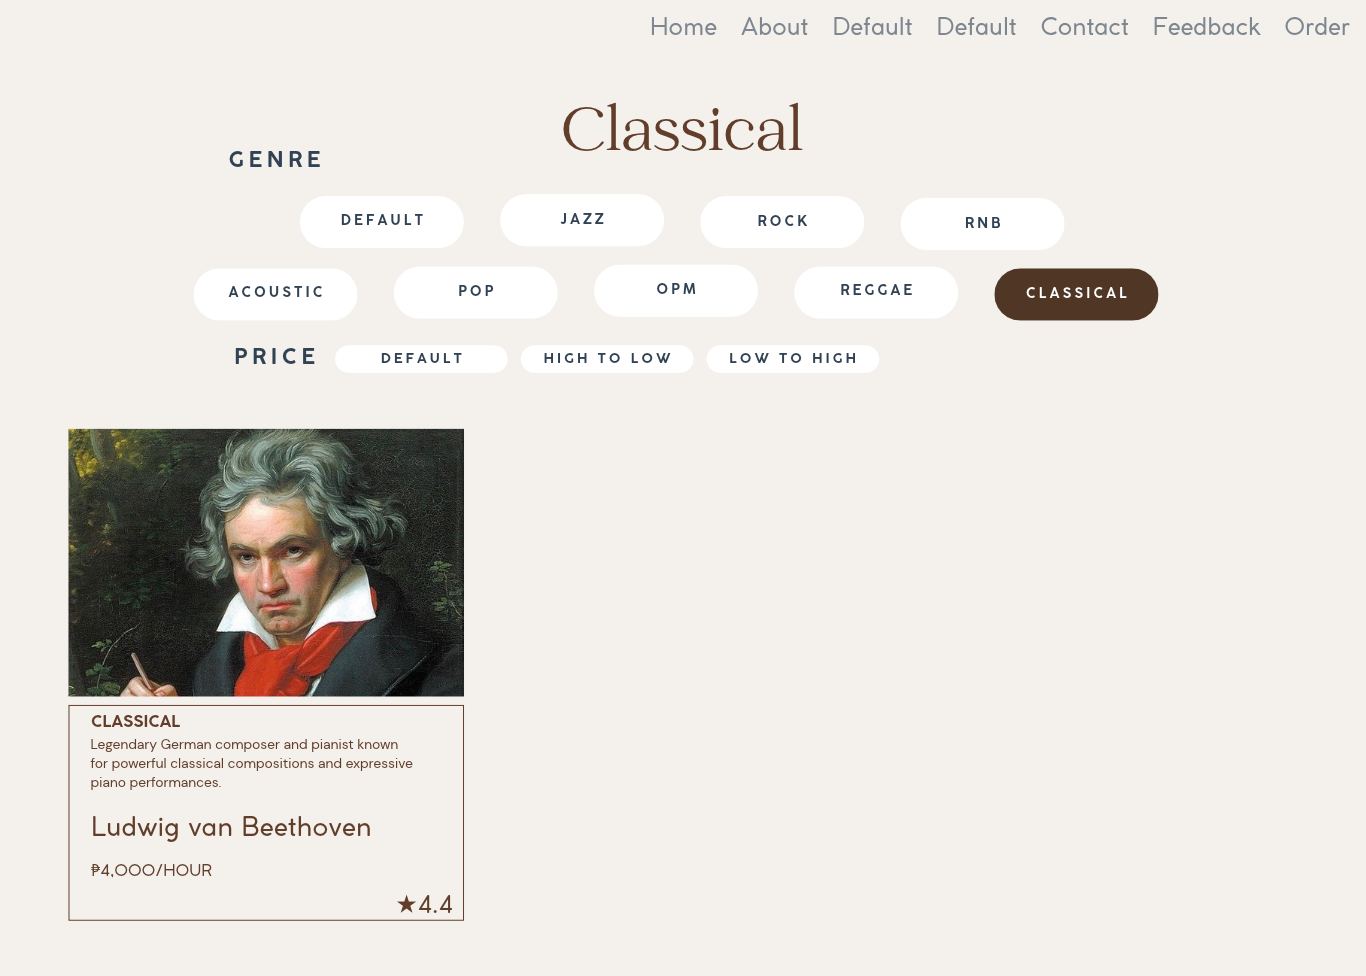 Home About Default Default Contact Feedback Order
Classical
GENRE
DEFAULT JAZZ ROCK RNB
ACOUSTIC POP OPM REGGAE CLASSICAL
PRICE DEFAULT HIGH TO LOW LOW TO HIGH
CLASSICAL
Legendary German composer and pianist known
for powerful classical compositions and expressive
piano performances.
Ludwig van Beethoven
₱4,000/HOUR
★4.4